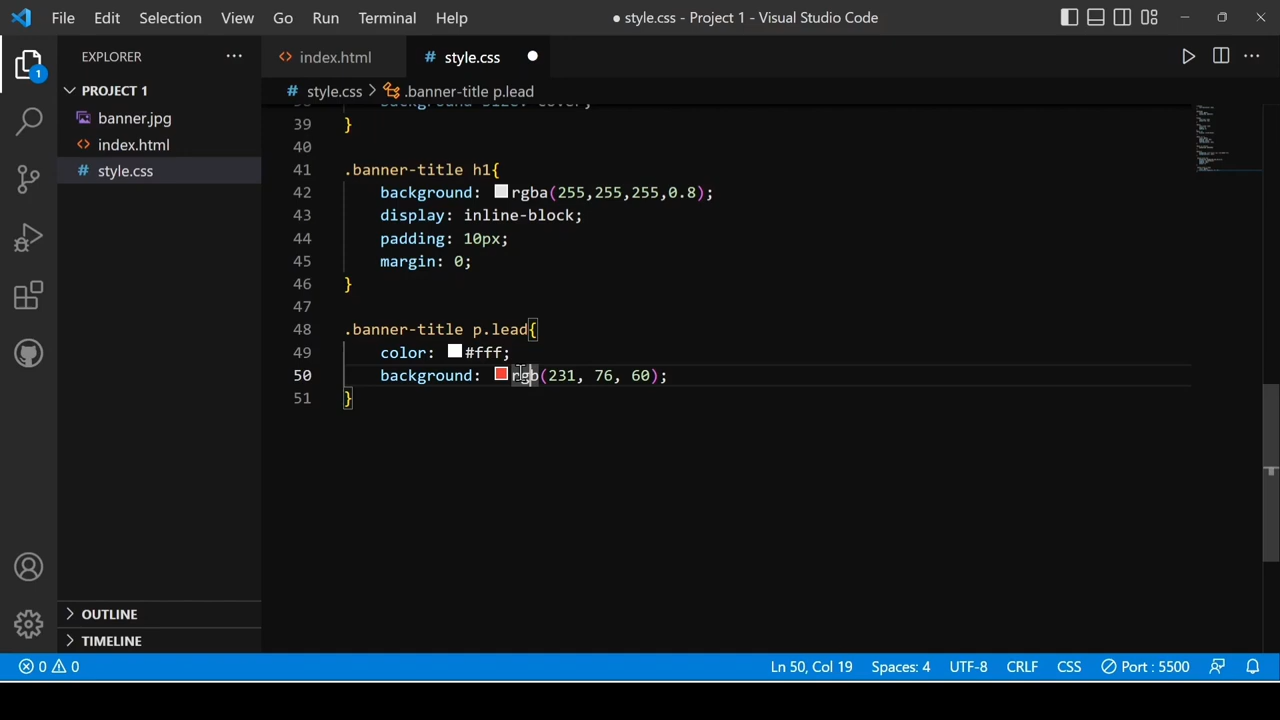 File Edit Selection View Go Run Terminal Help ● style.css - Project 1 - Visual Studio Code
EXPLORER ···
index.html
# style.css
1
PROJECT 1
# style.css > .banner-title p.lead
banner.jpg
index.html
# style.css
background-size: cover;
39 }
40
41 .banner-title h1{
42 background: rgba(255,255,255,0.8);
43 display: inline-block;
44 padding: 10px;
45 margin: 0;
46 }
47
48 .banner-title p.lead{
49 color: #fff;
50 background: rgb(231, 76, 60);
51 }
OUTLINE
TIMELINE
0 0 Ln 50, Col 19 Spaces: 4 UTF-8 CRLF CSS Port : 5500